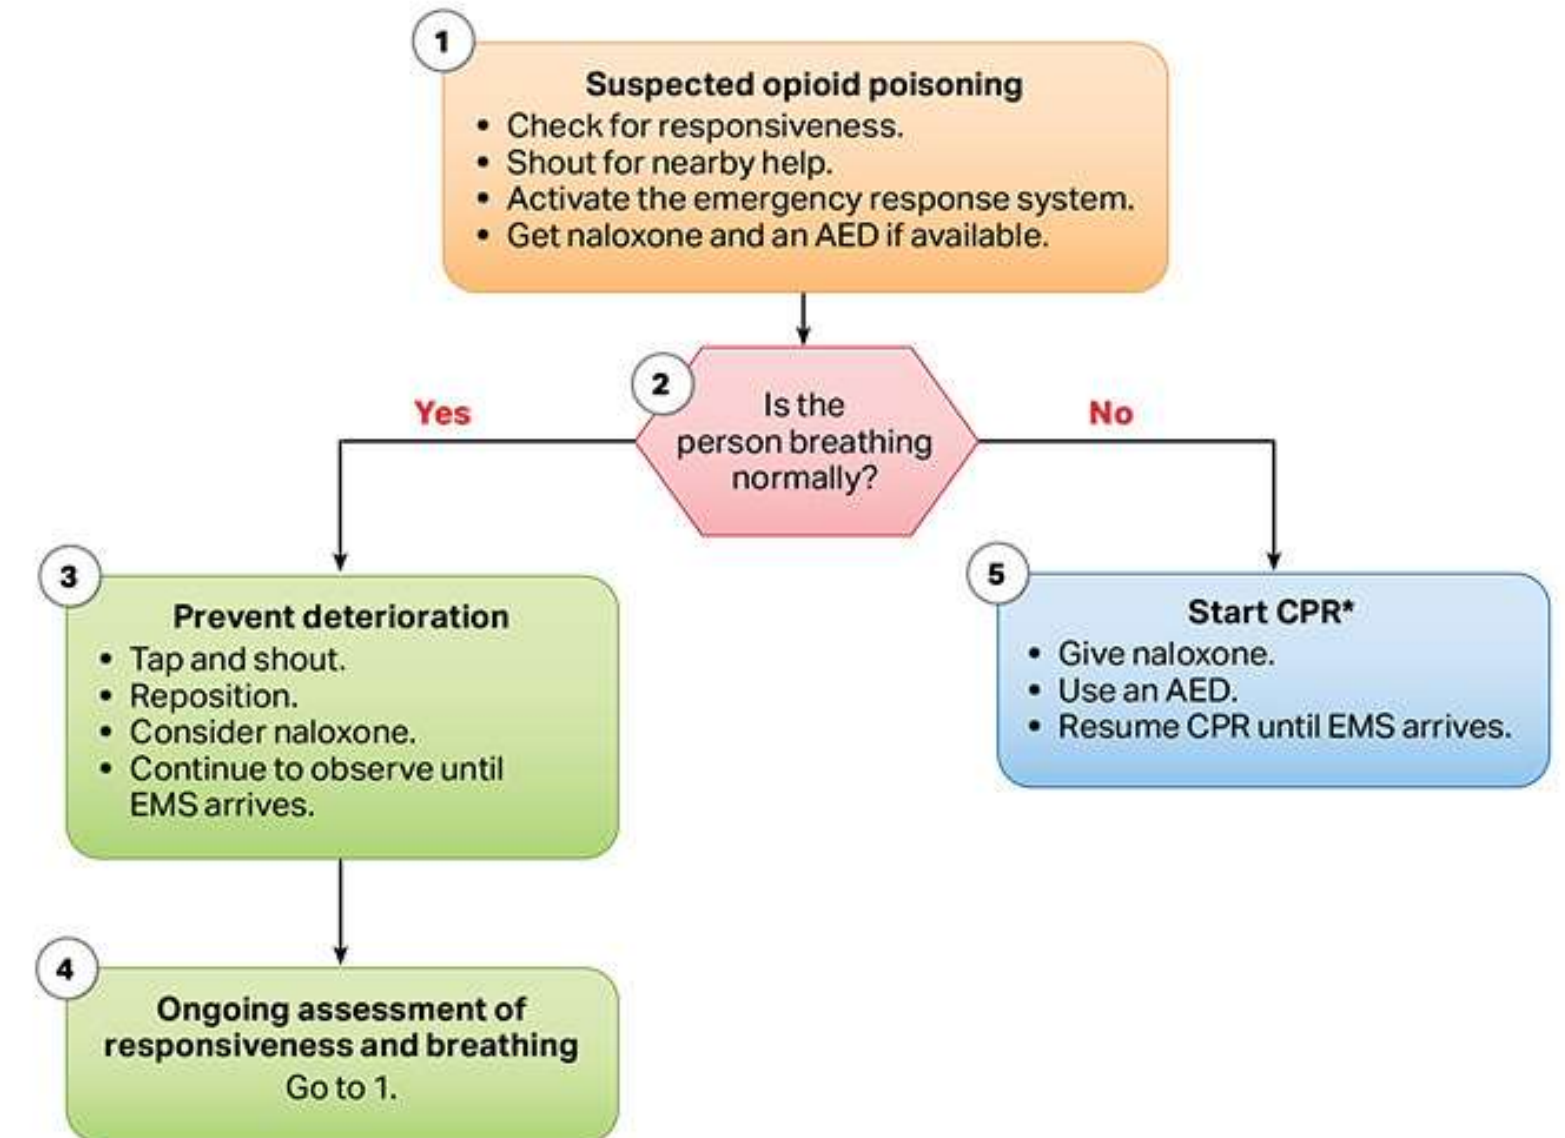 1
Suspected opioid poisoning
• Check for responsiveness.
• Shout for nearby help.
• Activate the emergency response system.
• Get naloxone and an AED if available.
2
Is the
person breathing
normally?
Yes
No
3
Prevent deterioration
• Tap and shout.
• Reposition.
• Consider naloxone.
• Continue to observe until
EMS arrives.
4
Ongoing assessment of
responsiveness and breathing
Go to 1.
5
Start CPR*
• Give naloxone.
• Use an AED.
• Resume CPR until EMS arrives.